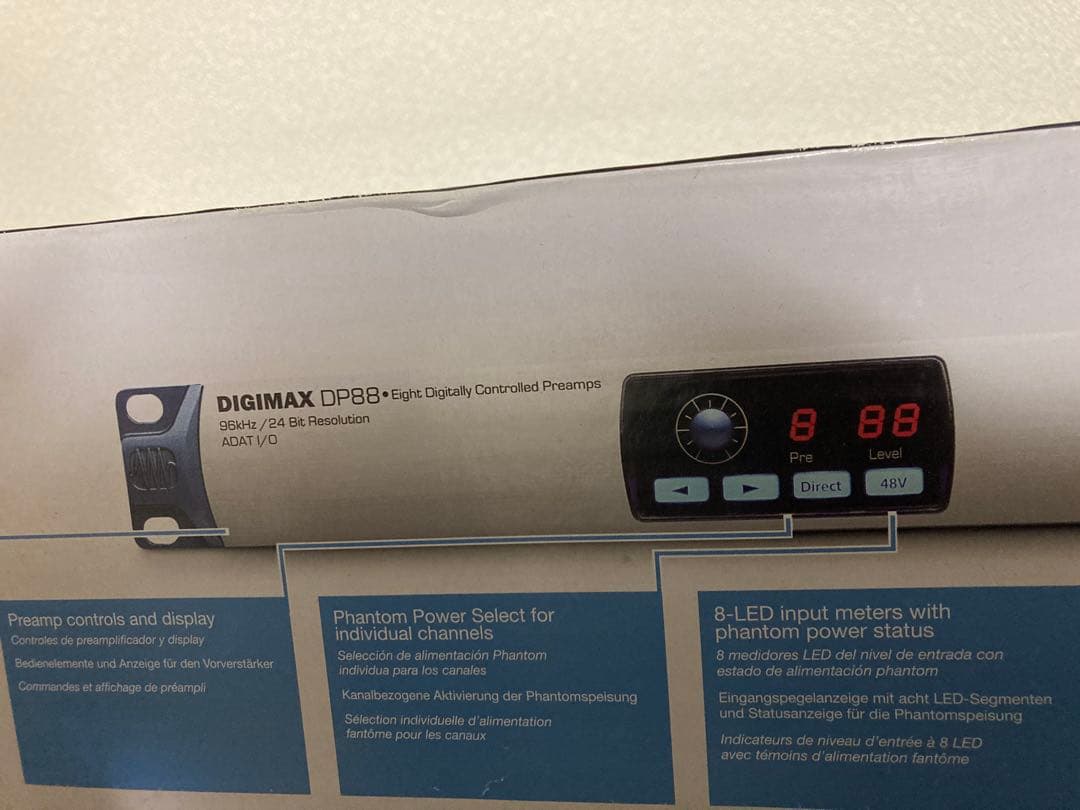 DIGIMAX DP88 • Eight Digitally Controlled Preamps
96kHz / 24 Bit Resolution
ADAT I/O
8 88
Pre Level
◄ ► Direct 48V
Preamp controls and display
Controles de preamplificador y display
Bedienelemente und Anzeige für den Vorverstärker
Commandes et affichage de préampli
Phantom Power Select for
individual channels
Selección de alimentación Phantom
individua para los canales
Kanalbezogene Aktivierung der Phantomspeisung
Sélection individuelle d'alimentation
fantôme pour les canaux
8-LED input meters with
phantom power status
8 medidores LED del nivel de entrada con
estado de alimentación phantom
Eingangspegelanzeige mit acht LED-Segmenten
und Statusanzeige für die Phantomspeisung
Indicateurs de niveau d'entrée à 8 LED
avec témoins d'alimentation fantôme